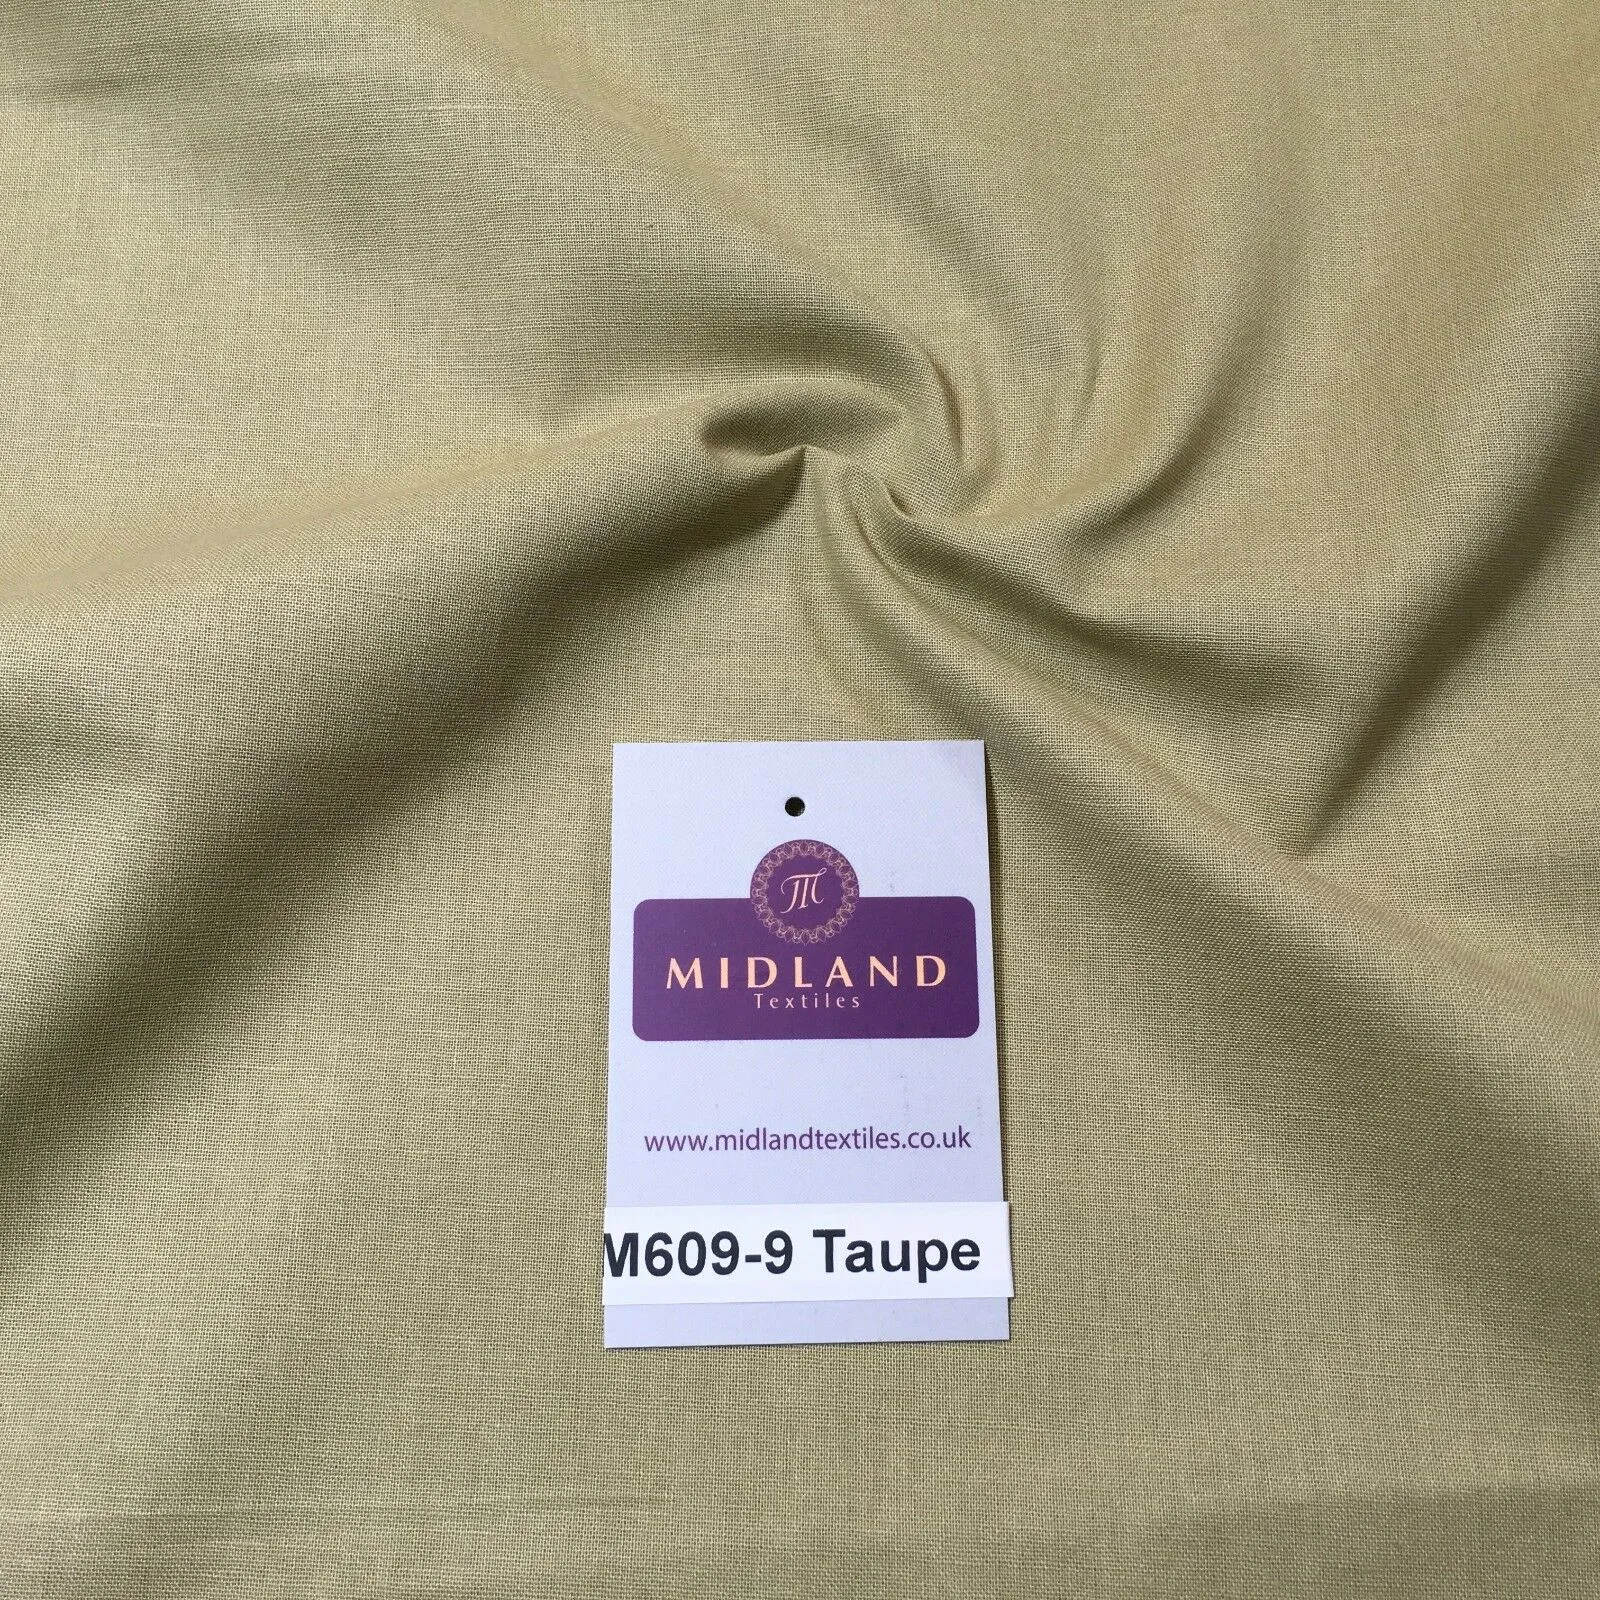 M
MIDLAND
Textiles
www.midlandtextiles.co.uk
M609-9 Taupe